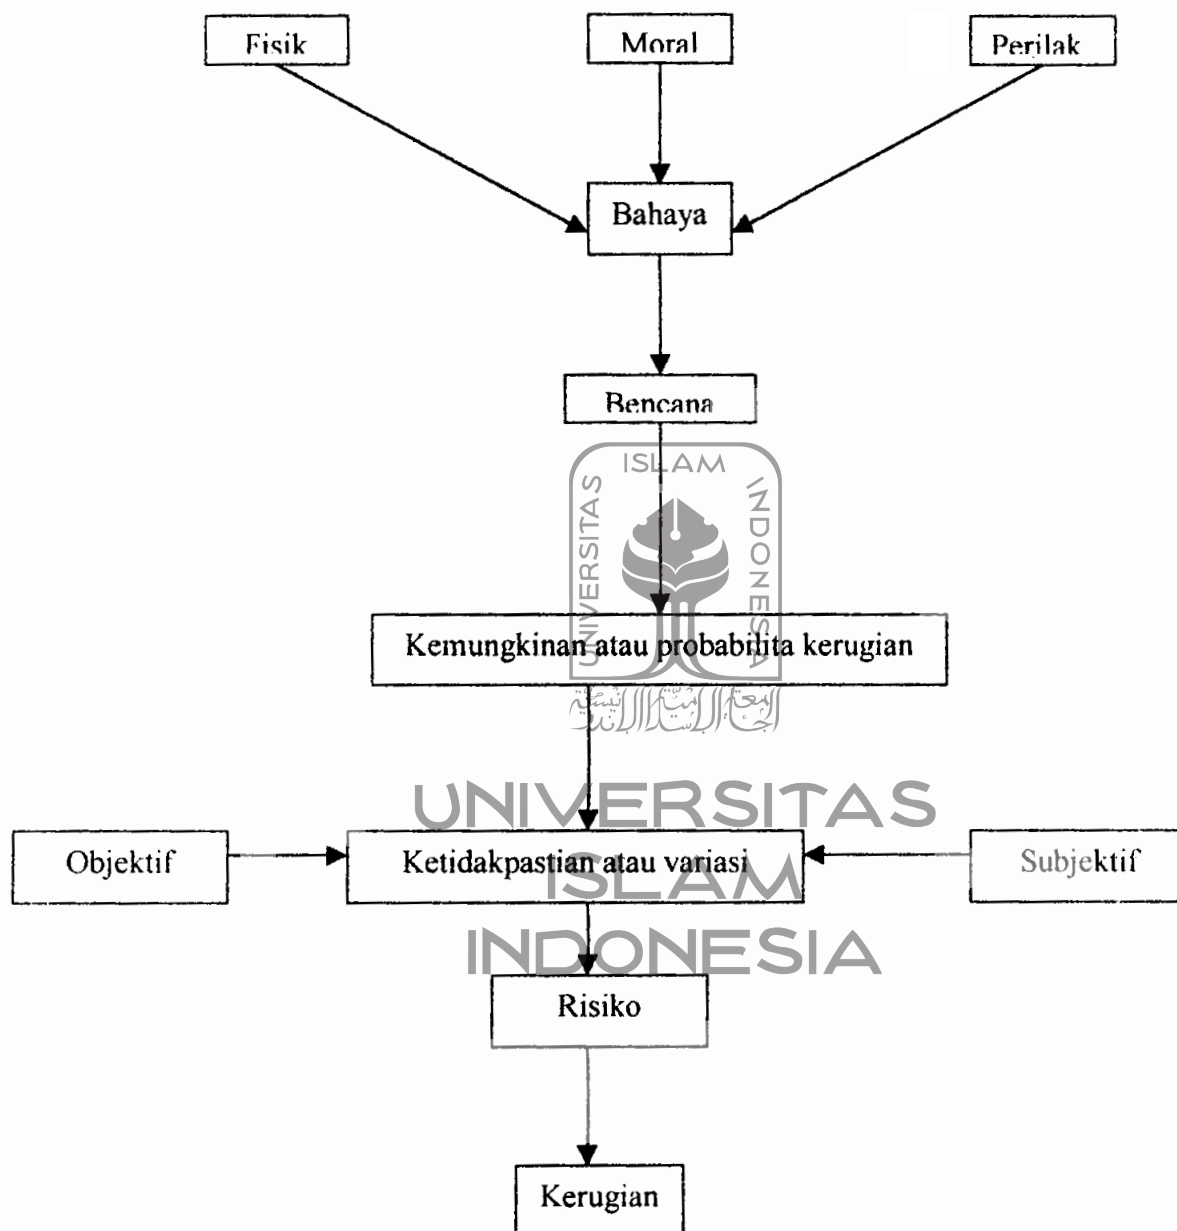 Fisik
Moral
Perilak
Bahaya
Bencana
UNIVERSITAS
ISLAM
INDONESIA
Kemungkinan atau probabilita kerugian
UNIVERSITAS
Objektif
Ketidakpastian atau variasi
Subjektif
ISLAM
INDONESIA
Risiko
Kerugian